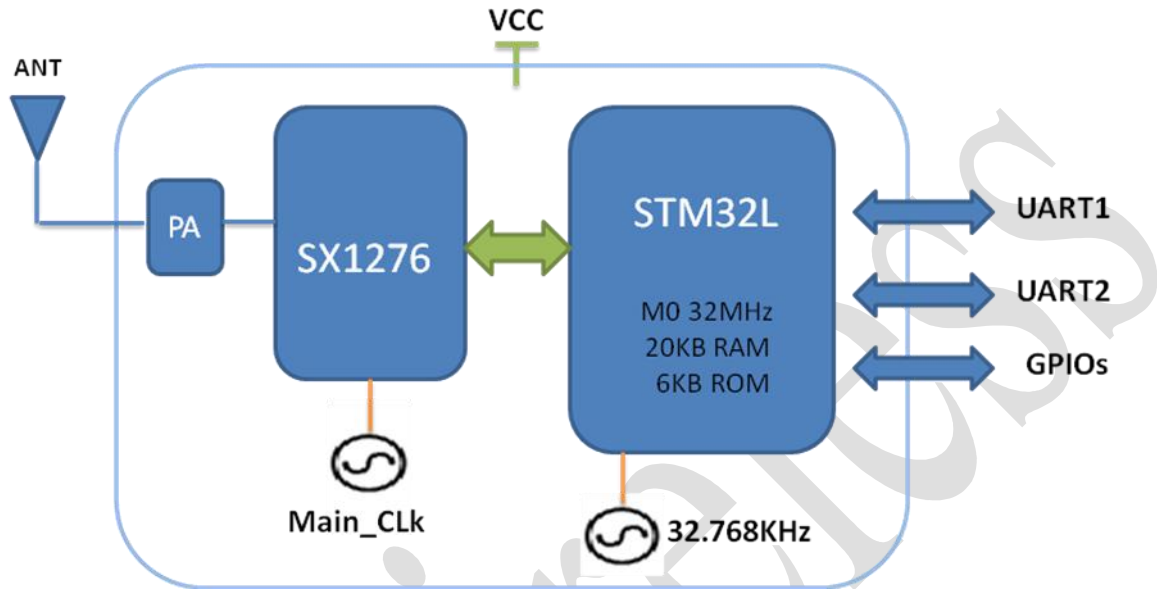 VCC
ANT
PA
SX1276
STM32L
M0 32MHz
20KB RAM
6KB ROM
UART1
UART2
GPIOs
Main_CLk
32.768KHz